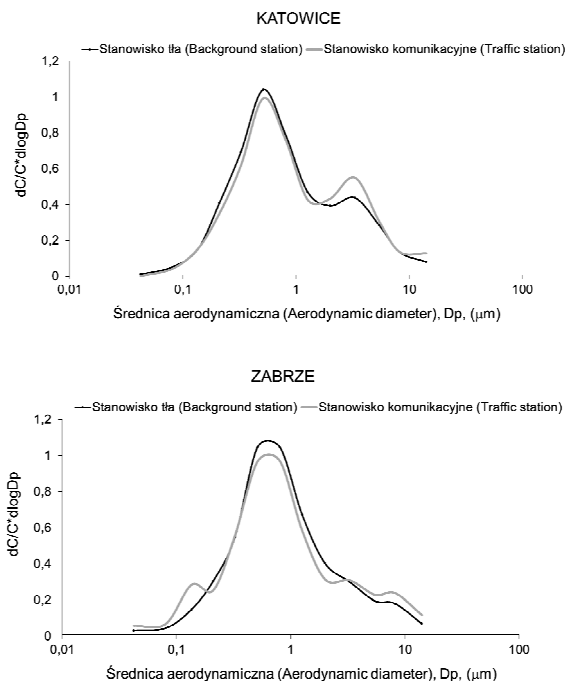 KATOWICE
Stanowisko tła (Background station) Stanowisko komunikacyjne (Traffic station)
1,2
1
0,8
0,6
0,4
0,2
0
dC/C*dlogDp
0,01 0,1 1 10 100
Średnica aerodynamiczna (Aerodynamic diameter), Dp, (μm)
ZABRZE
Stanowisko tła (Background station) Stanowisko komunikacyjne (Traffic station)
1,2
1
0,8
0,6
0,4
0,2
0
dC/C*dlogDp
0,01 0,1 1 10 100
Średnica aerodynamiczna (Aerodynamic diameter), Dp, (μm)